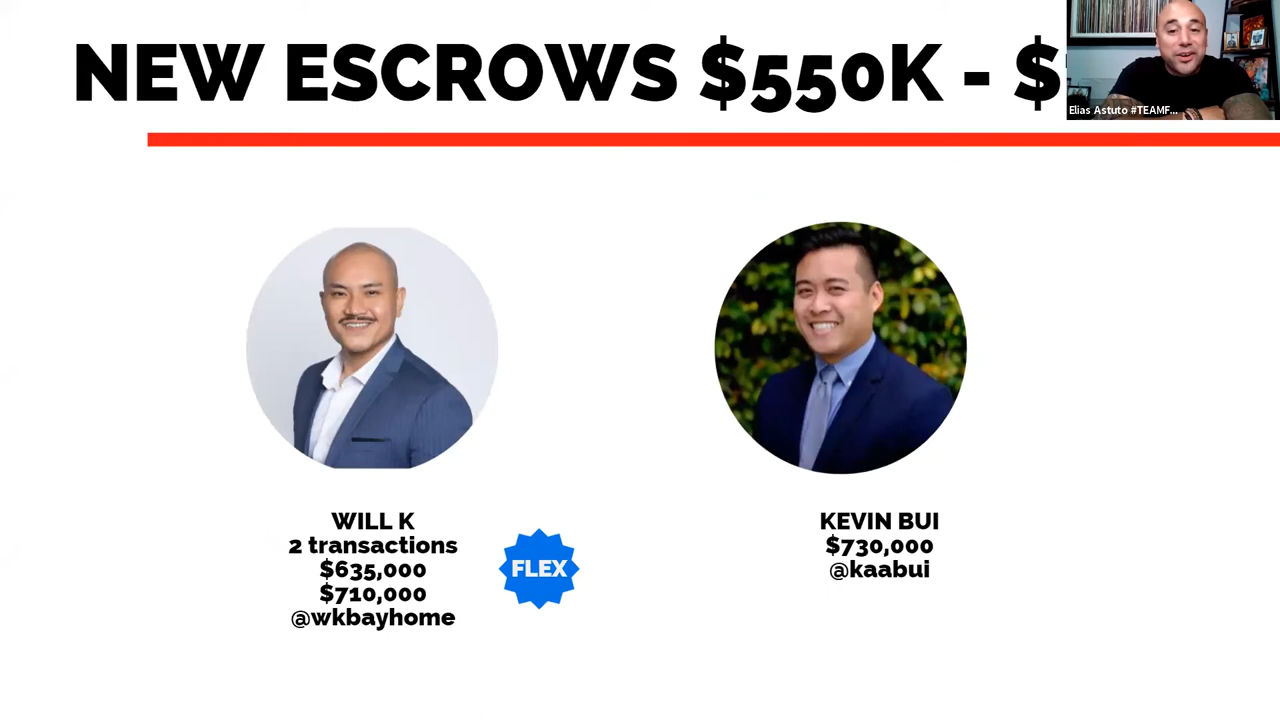 NEW ESCROWS $550K - $
Elias Astuto #TEAMF...
WILL K
2 transactions
$635,000
$710,000
@wkbayhome
FLEX
KEVIN BUI
$730,000
@kaabui